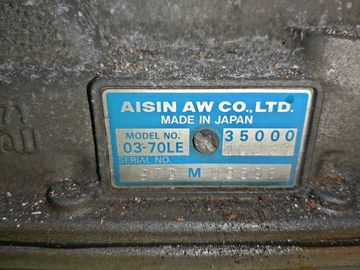 AISIN AW CO., LTD.
MADE IN JAPAN
MODEL NO. 35000
03-70LE
SERIAL NO.
M